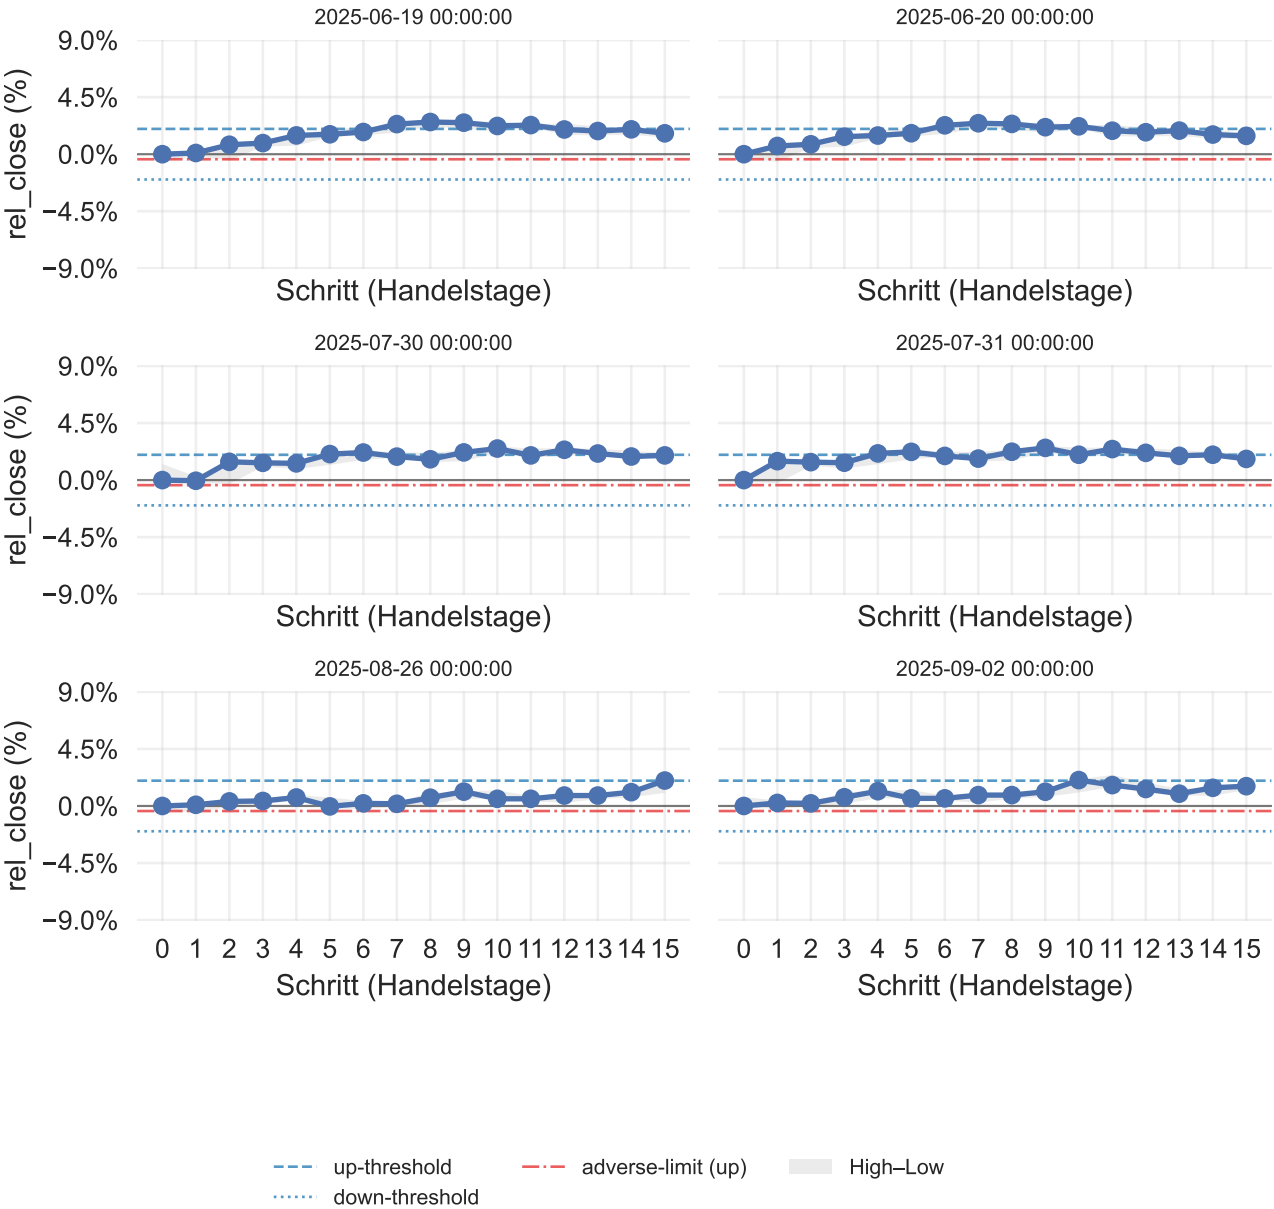 2025-06-19 00:00:00
2025-06-20 00:00:00
9.0%
4.5%
0.0%
−4.5%
−9.0%
rel_close (%)
Schritt (Handelstage)
Schritt (Handelstage)
2025-07-30 00:00:00
2025-07-31 00:00:00
9.0%
4.5%
0.0%
−4.5%
−9.0%
rel_close (%)
Schritt (Handelstage)
Schritt (Handelstage)
2025-08-26 00:00:00
2025-09-02 00:00:00
9.0%
4.5%
0.0%
−4.5%
−9.0%
rel_close (%)
0 1 2 3 4 5 6 7 8 9 10 11 12 13 14 15
0 1 2 3 4 5 6 7 8 9 10 11 12 13 14 15
Schritt (Handelstage)
Schritt (Handelstage)
up-threshold
down-threshold
adverse-limit (up)
High–Low